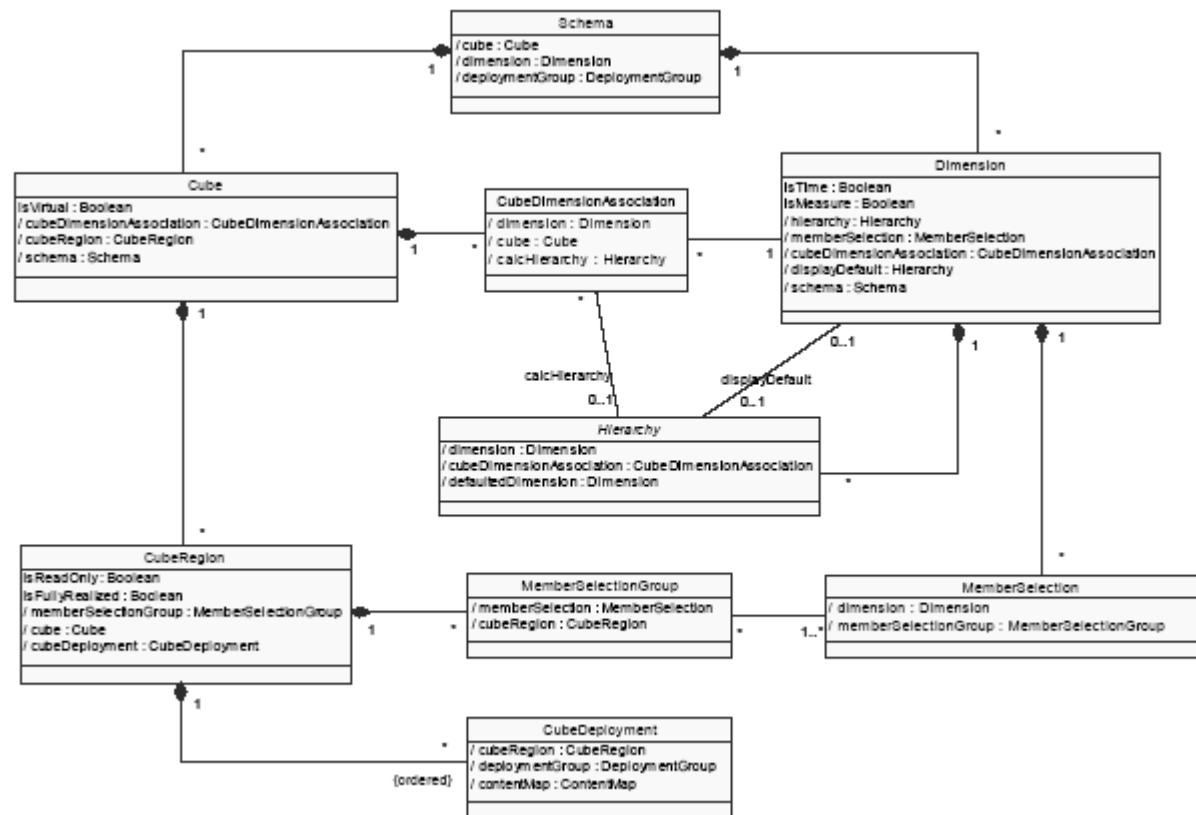 Schema
/ cube : Cube
/ dimension : Dimension
/ deploymentGroup : DeploymentGroup
1
1
*
*
Cube
isVirtual : Boolean
/ cubeDimensionAssociation : CubeDimensionAssociation
/ cubeRegion : CubeRegion
/ schema : Schema
1
*
CubeDimensionAssociation
/ dimension : Dimension
/ cube : Cube
/ calcHierarchy : Hierarchy
*
1
Dimension
isTime : Boolean
isMeasure : Boolean
/ hierarchy : Hierarchy
/ memberSelection : MemberSelection
/ cubeDimensionAssociation : CubeDimensionAssociation
/ displayDefault : Hierarchy
/ schema : Schema
1
*
0..1
1
1
calcHierarchy
displayDefault
0..1
0..1
Hierarchy
/ dimension : Dimension
/ cubeDimensionAssociation : CubeDimensionAssociation
/ defaultedDimension : Dimension
*
*
*
CubeRegion
isReadOnly : Boolean
isFullyRealized : Boolean
/ memberSelectionGroup : MemberSelectionGroup
/ cube : Cube
/ cubeDeployment : CubeDeployment
1
*
MemberSelectionGroup
/ memberSelection : MemberSelection
/ cubeRegion : CubeRegion
*
1..*
MemberSelection
/ dimension : Dimension
/ memberSelectionGroup : MemberSelectionGroup
1
*
{ordered}
CubeDeployment
/ cubeRegion : CubeRegion
/ deploymentGroup : DeploymentGroup
/ contentMap : ContentMap